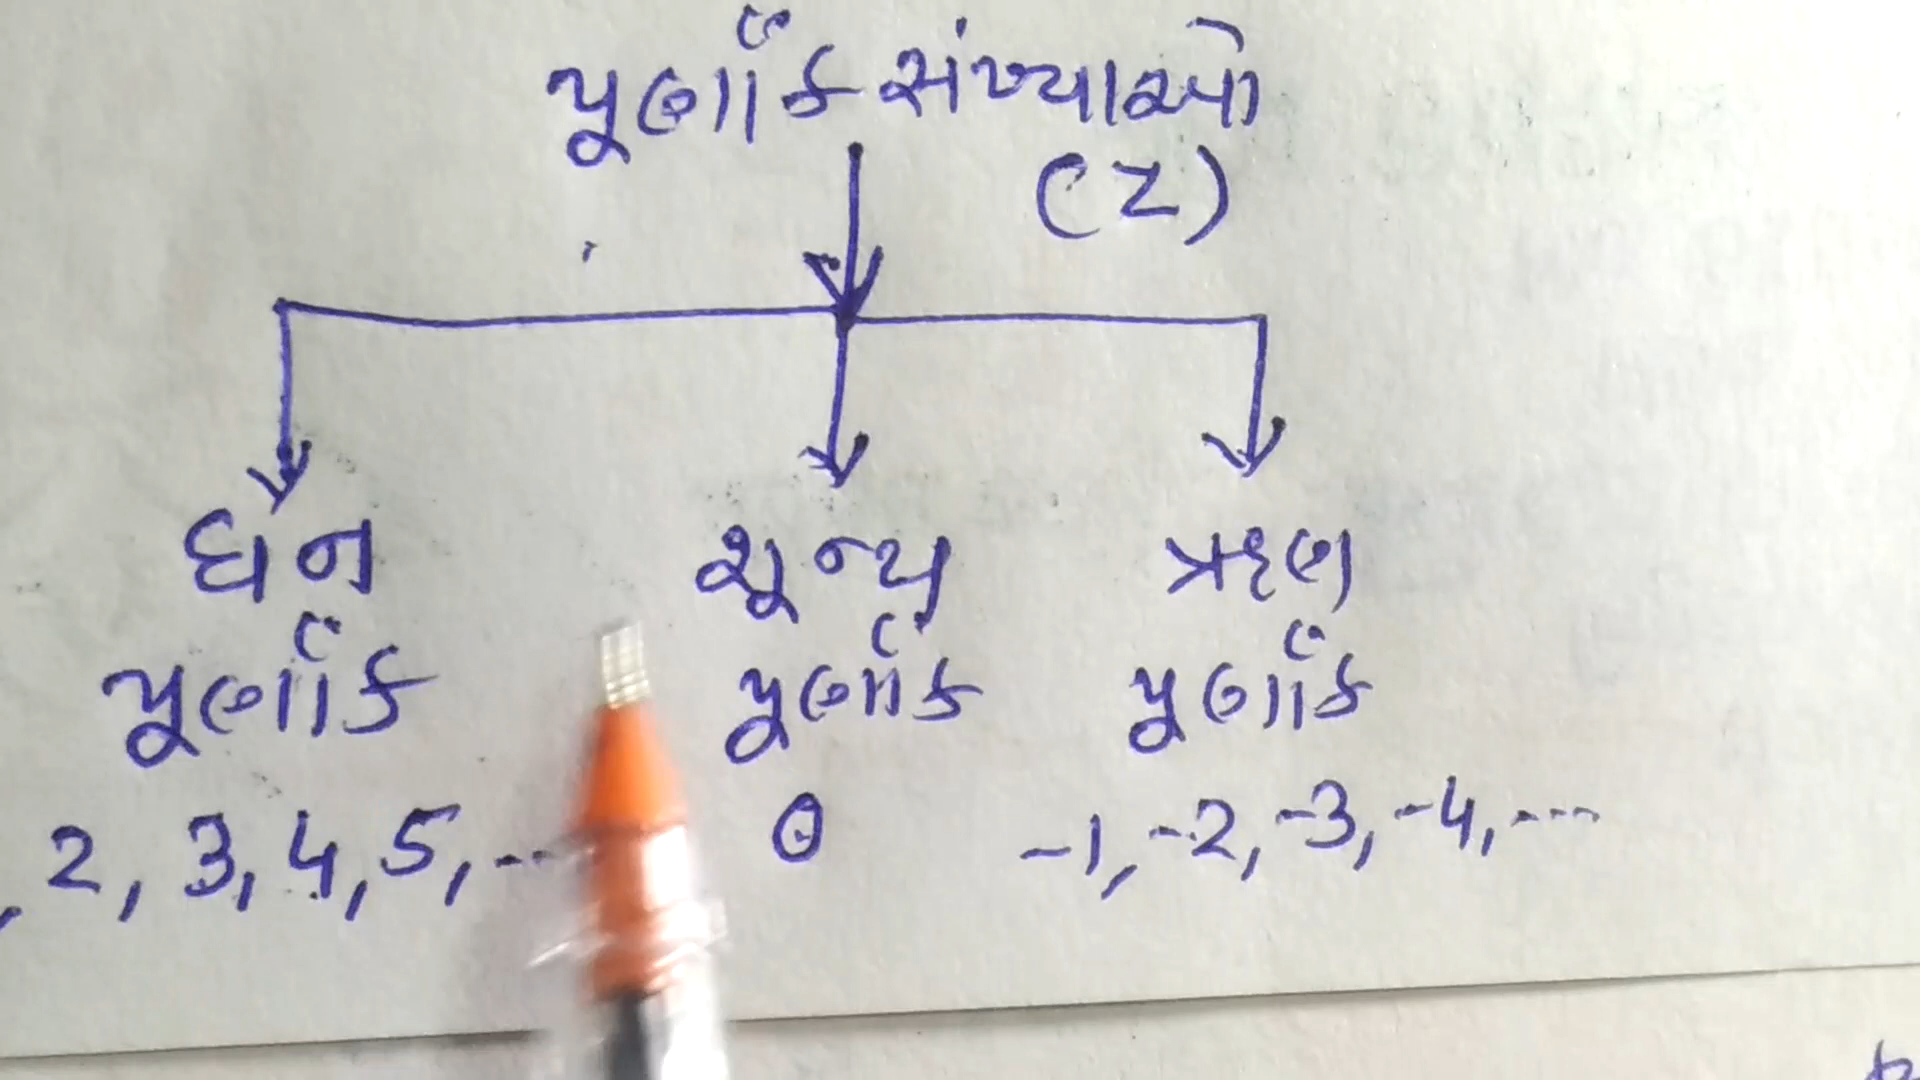 પૂર્ણાંક સંખ્યાઓ
(Z)
ધન
પૂર્ણાંક
, 2, 3, 4, 5, ---
શૂન્ય
પૂર્ણાંક
0
ઋણ
પૂર્ણાંક
-1, -2, -3, -4, ---